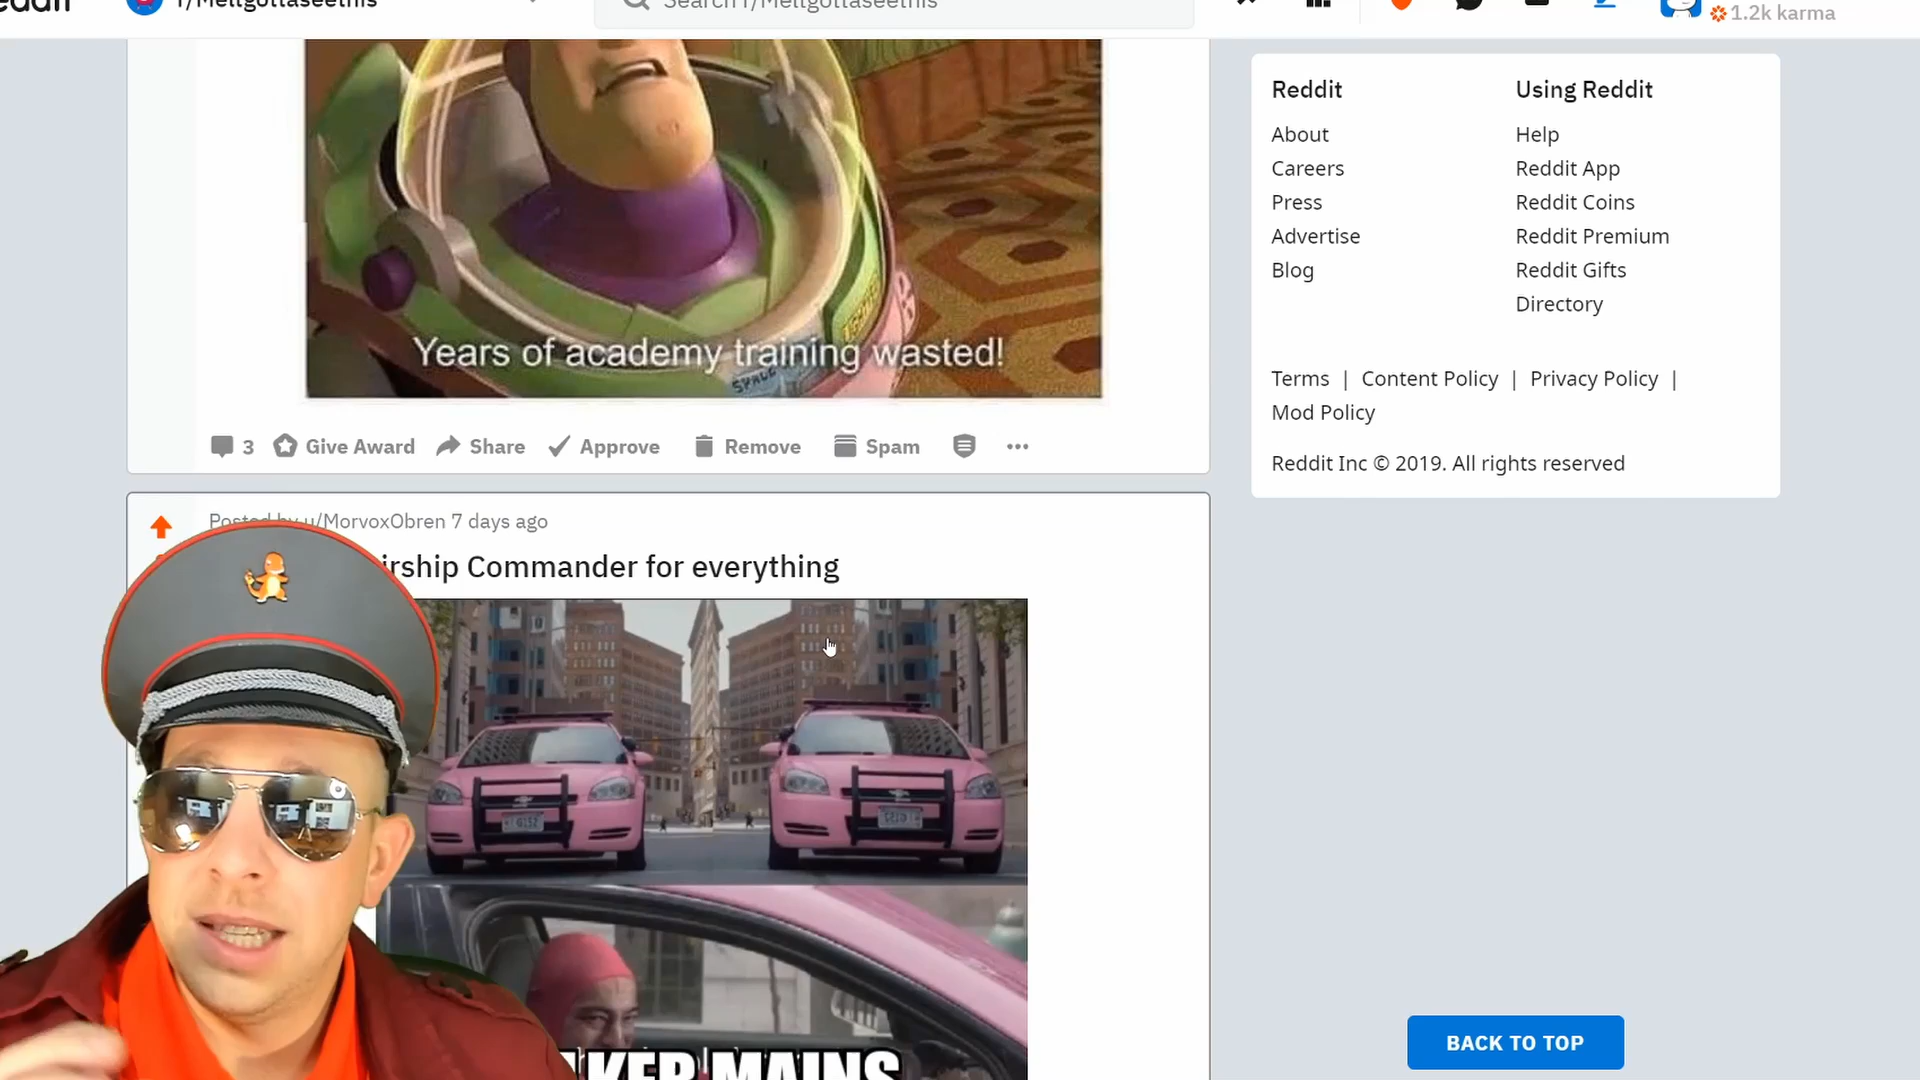 1.2k karma
Reddit
Using Reddit
About
Help
Careers
Reddit App
Press
Reddit Coins
Advertise
Reddit Premium
Blog
Reddit Gifts
Directory
Terms | Content Policy | Privacy Policy |
Mod Policy
Reddit Inc © 2019. All rights reserved
Years of academy training wasted!
SPACE
3 Give Award Share Approve Remove Spam
Posted by u/MorvoxObren 7 days ago
Commander for everything
MAINS
BACK TO TOP